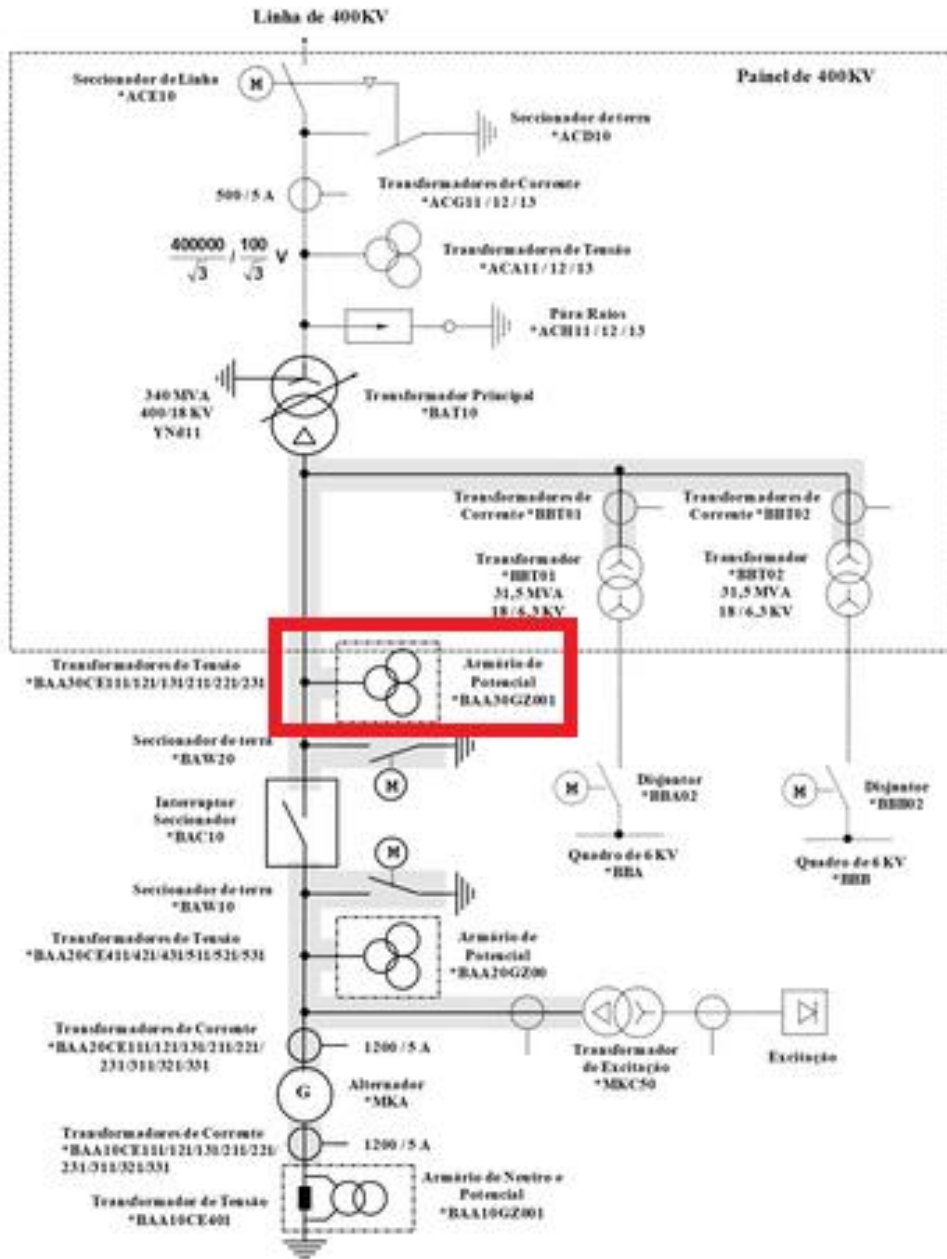 Linha de 400KV
Painel de 400KV
Seccionador de Linha
*ACE10
M
Seccionador de terra
*ACD10
500 / 5 A
Transformadores de Corrente
*ACG11 / 12 / 13
400000 / 100 V
√3 √3
Transformadores de Tensão
*ACA11 / 12 / 13
Pára Raios
*ACH11 / 12 / 13
340 MVA
400/18 KV
YNd11
Transformador Principal
*BAT10
Transformadores de
Corrente *BBT01
Transformadores de
Corrente *BBT02
Transformador
*BBT01
31,5 MVA
18 / 6,3 KV
Transformador
*BBT02
31,5 MVA
18 / 6,3 KV
Transformadores de Tensão
*BAA30CE111/121/131/211/221/231
Armário de
Potencial
*BAA30GZ001
Seccionador de terra
*BAW20
M
Interruptor
Seccionador
*BAC10
M
Disjuntor
*BBA02
M
Disjuntor
*BBB02
Quadro de 6 KV
*BBA
Quadro de 6 KV
*BBB
M
Seccionador de terra
*BAW10
Transformadores de Tensão
*BAA20CE411/421/431/511/521/531
Armário de
Potencial
*BAA20GZ00
Transformadores de Corrente
*BAA20CE111/121/131/211/221/
231/311/321/331
1200 / 5 A
Transformador
de Excitação
*MKC50
Excitação
G
Alternador
*MKA
Transformadores de Corrente
*BAA10CE111/121/131/211/221/
231/311/321/331
1200 / 5 A
Armário de Neutro e
Potencial
*BAA10GZ001
Transformador de Tensão
*BAA10CE401